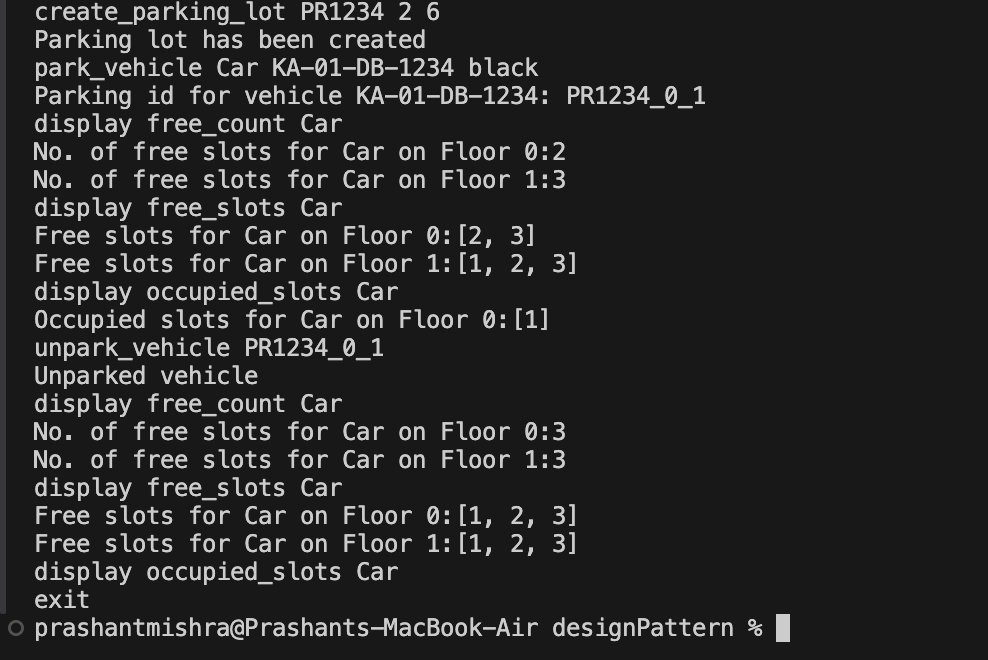 create_parking_lot PR1234 2 6
Parking lot has been created
park_vehicle Car KA-01-DB-1234 black
Parking id for vehicle KA-01-DB-1234: PR1234_0_1
display free_count Car
No. of free slots for Car on Floor 0:2
No. of free slots for Car on Floor 1:3
display free_slots Car
Free slots for Car on Floor 0:[2, 3]
Free slots for Car on Floor 1:[1, 2, 3]
display occupied_slots Car
Occupied slots for Car on Floor 0:[1]
unpark_vehicle PR1234_0_1
Unparked vehicle
display free_count Car
No. of free slots for Car on Floor 0:3
No. of free slots for Car on Floor 1:3
display free_slots Car
Free slots for Car on Floor 0:[1, 2, 3]
Free slots for Car on Floor 1:[1, 2, 3]
display occupied_slots Car
exit
prashantmishra@Prashants-MacBook-Air designPattern %